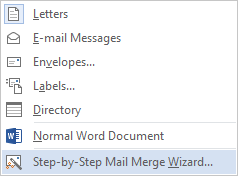 Letters
E-mail Messages
Envelopes...
Labels...
Directory
Normal Word Document
Step-by-Step Mail Merge Wizard...